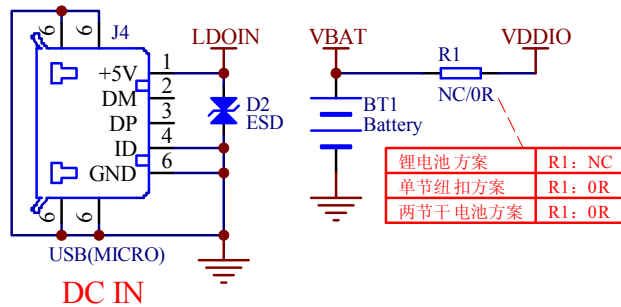 6 6 J4
LDOIN
VBAT
R1
VDDIO
+5V 1
DM 2
DP 3
ID 4
GND 6
D2
ESD
NC/0R
BT1
Battery
锂电池方案 R1: NC
单节纽扣方案 R1: 0R
两节干电池方案 R1: 0R
6 6
USB(MICRO)
DC IN